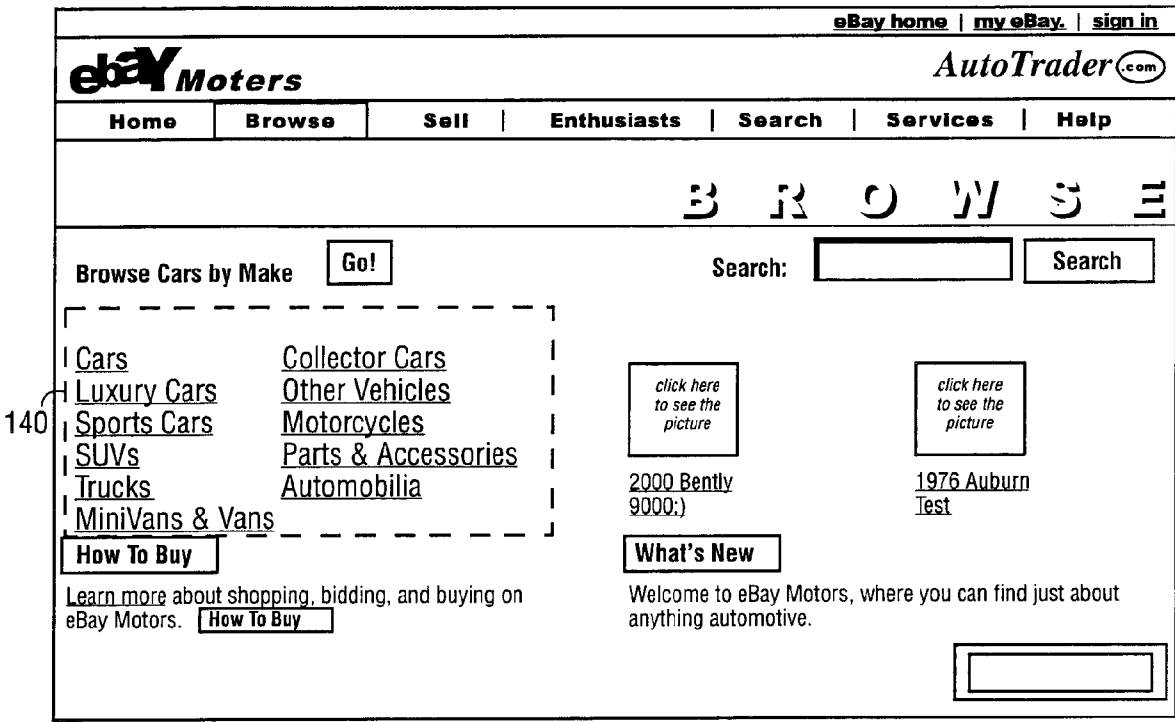 eBay home | my eBay. | sign in
ebaY Moters AutoTrader .com
Home Browse Sell | Enthusiasts | Search | Services | Help
B R O W S E
Browse Cars by Make Go! Search: Search
Cars Collector Cars
Luxury Cars Other Vehicles
140 Sports Cars Motorcycles
SUVs Parts & Accessories
Trucks Automobilia
MiniVans & Vans
click here
to see the
picture
2000 Bently
9000:)
click here
to see the
picture
1976 Auburn
Test
How To Buy
Learn more about shopping, bidding, and buying on
eBay Motors. How To Buy
What's New
Welcome to eBay Motors, where you can find just about
anything automotive.